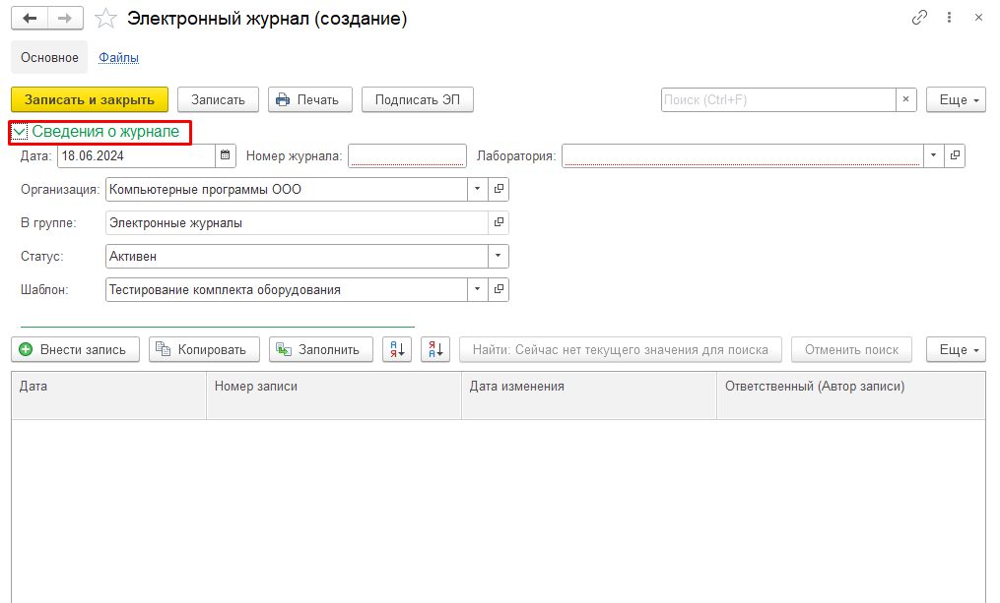 Электронный журнал (создание)
Основное Файлы
Записать и закрыть Записать Печать Подписать ЭП Поиск (Ctrl+F) × Еще
Сведения о журнале
Дата: 18.06.2024 Номер журнала: Лаборатория:
Организация: Компьютерные программы ООО
В группе: Электронные журналы
Статус: Активен
Шаблон: Тестирование комплекта оборудования
Внести запись Копировать Заполнить А Я Я А Найти: Сейчас нет текущего значения для поиска Отменить поиск Еще
Дата Номер записи Дата изменения Ответственный (Автор записи)